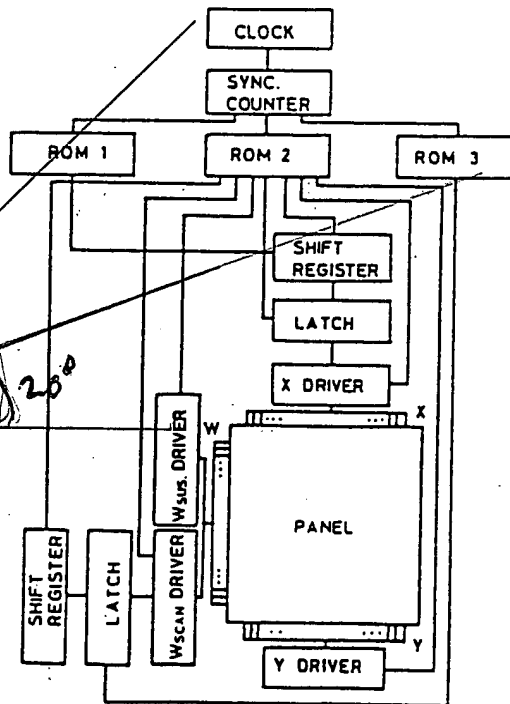 CLOCK
SYNC.
COUNTER
ROM 1
ROM 2
ROM 3
SHIFT
REGISTER
LATCH
X DRIVER
20°
X
W
WSUS. DRIVER
PANEL
SHIFT
REGISTER
LATCH
WSCAN DRIVER
Y
Y DRIVER